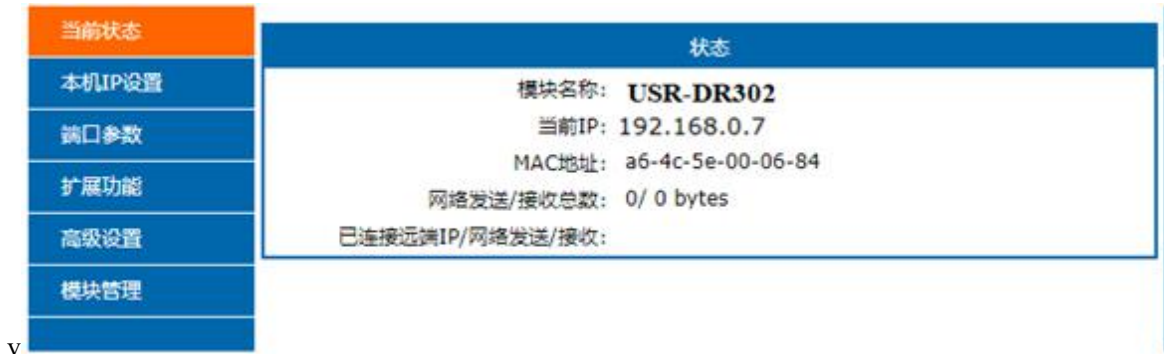 当前状态
本机IP设置
端口参数
扩展功能
高级设置
模块管理
状态
模块名称: USR-DR302
当前IP: 192.168.0.7
MAC地址: a6-4c-5e-00-06-84
网络发送/接收总数: 0/ 0 bytes
已连接远端IP/网络发送/接收:
v